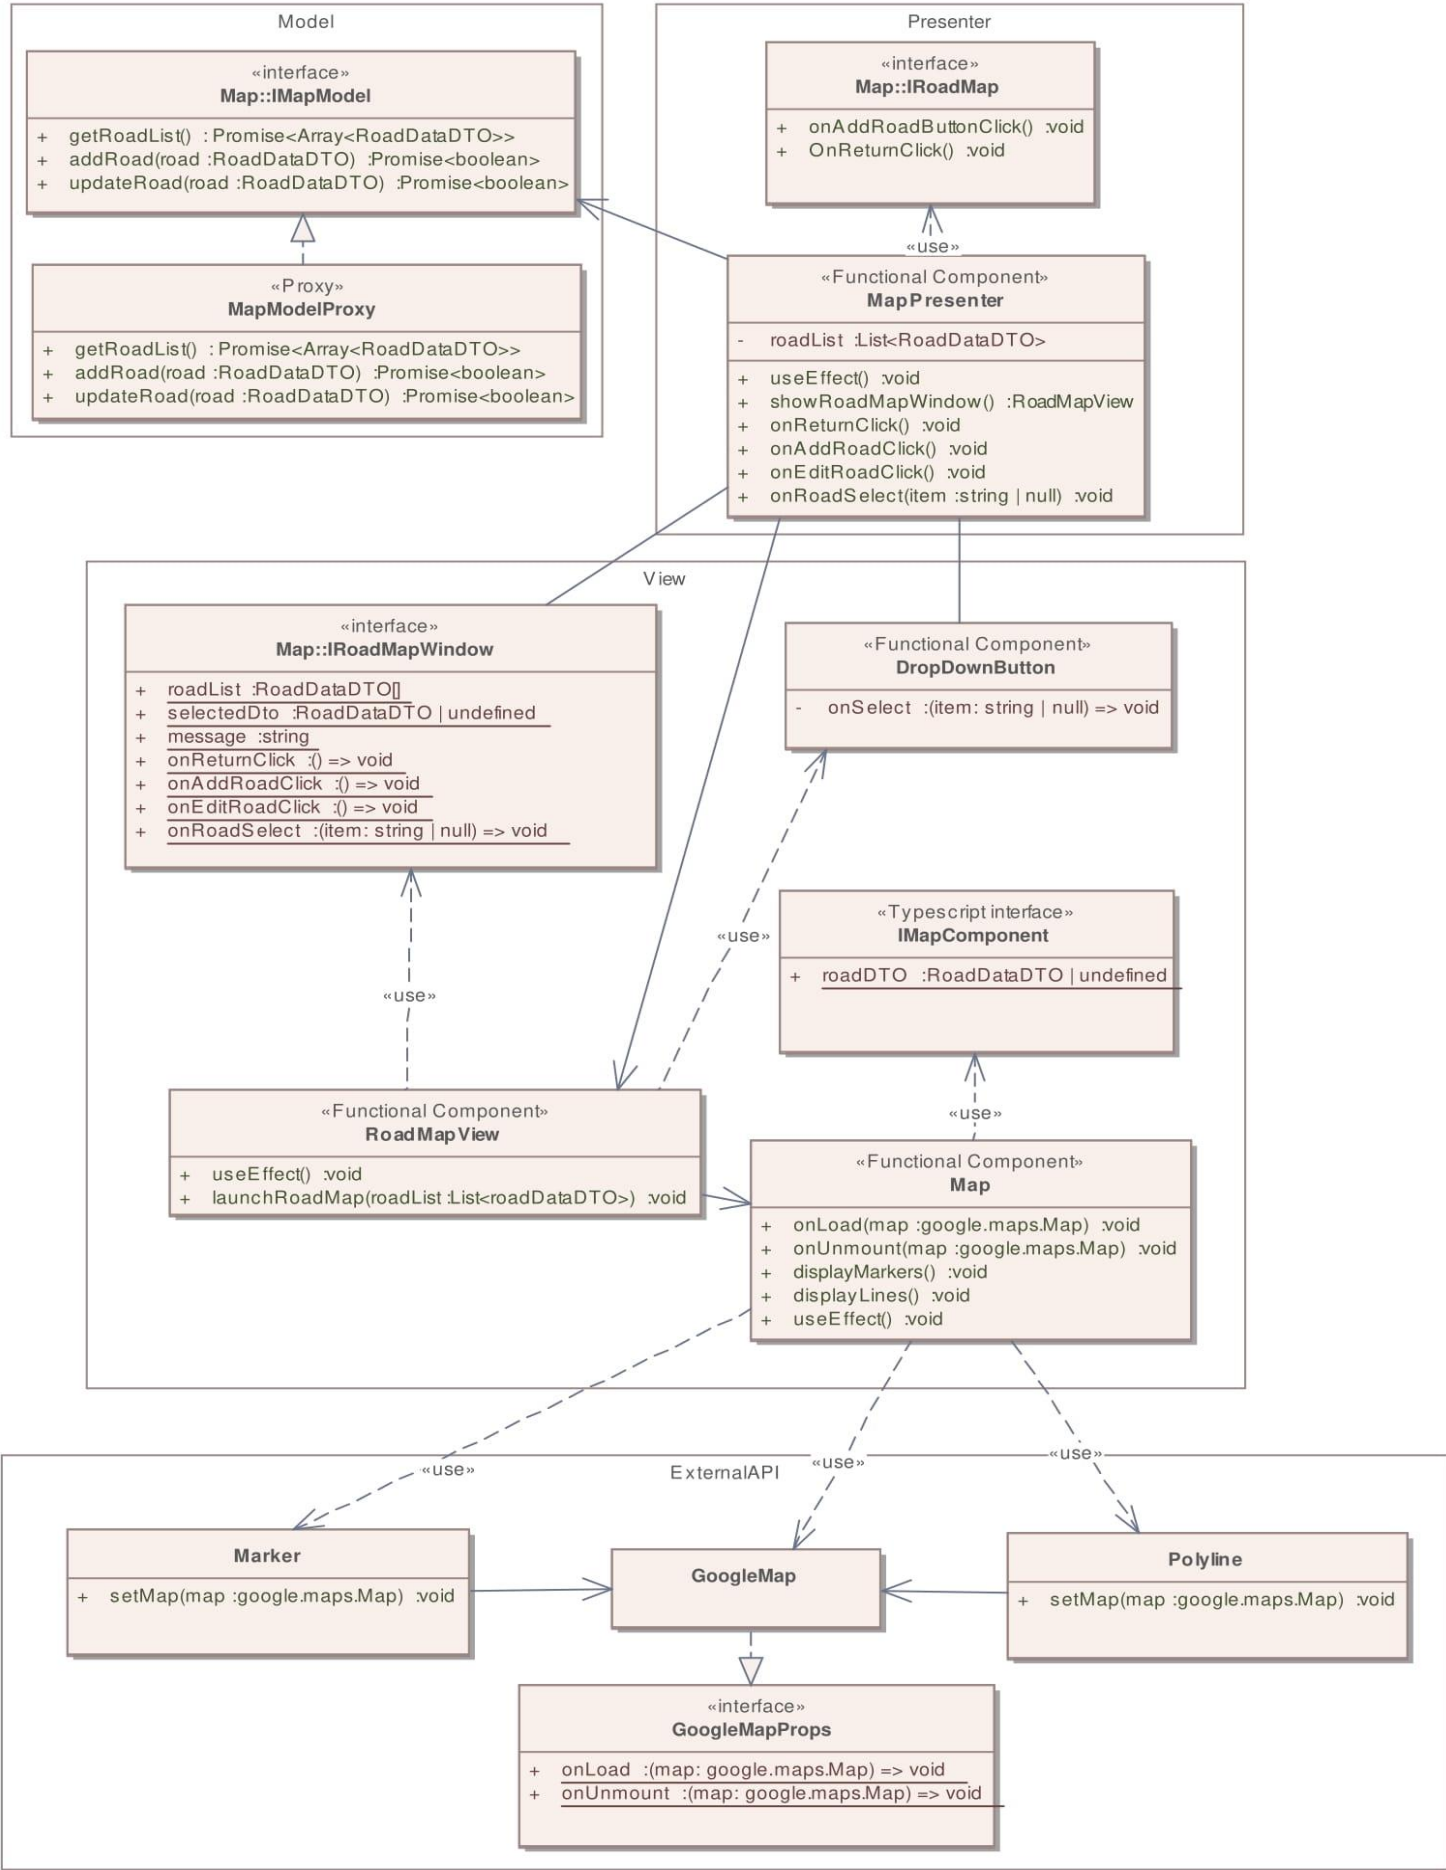 Model
«interface»
Map::IMapModel
+ getRoadList() : Promise<Array<RoadDataDTO>>
+ addRoad(road :RoadDataDTO) :Promise<boolean>
+ updateRoad(road :RoadDataDTO) :Promise<boolean>
«Proxy»
MapModelProxy
+ getRoadList() : Promise<Array<RoadDataDTO>>
+ addRoad(road :RoadDataDTO) :Promise<boolean>
+ updateRoad(road :RoadDataDTO) :Promise<boolean>
Presenter
«interface»
Map::IRoadMap
+ onAddRoadButtonClick() :void
+ OnReturnClick() :void
«use»
«Functional Component»
MapPresenter
- roadList :List<RoadDataDTO>
+ useEffect() :void
+ showRoadMapWindow() :RoadMapView
+ onReturnClick() :void
+ onAddRoadClick() :void
+ onEditRoadClick() :void
+ onRoadSelect(item :string | null) :void
View
«interface»
Map::IRoadMapWindow
+ roadList :RoadDataDTO[]
+ selectedDto :RoadDataDTO | undefined
+ message :string
+ onReturnClick :() => void
+ onAddRoadClick :() => void
+ onEditRoadClick :() => void
+ onRoadSelect :(item: string | null) => void
«Functional Component»
DropDownButton
- onSelect :(item: string | null) => void
«use»
«use»
«Typescript interface»
IMapComponent
+ roadDTO :RoadDataDTO | undefined
«use»
«Functional Component»
RoadMapView
+ useEffect() :void
+ launchRoadMap(roadList :List<roadDataDTO>) :void
«Functional Component»
Map
+ onLoad(map :google.maps.Map) :void
+ onUnmount(map :google.maps.Map) :void
+ displayMarkers() :void
+ displayLines() :void
+ useEffect() :void
«use»
«use»
«use»
ExternalAPI
Marker
+ setMap(map :google.maps.Map) :void
GoogleMap
Polyline
+ setMap(map :google.maps.Map) :void
«interface»
GoogleMapProps
+ onLoad :(map: google.maps.Map) => void
+ onUnmount :(map: google.maps.Map) => void